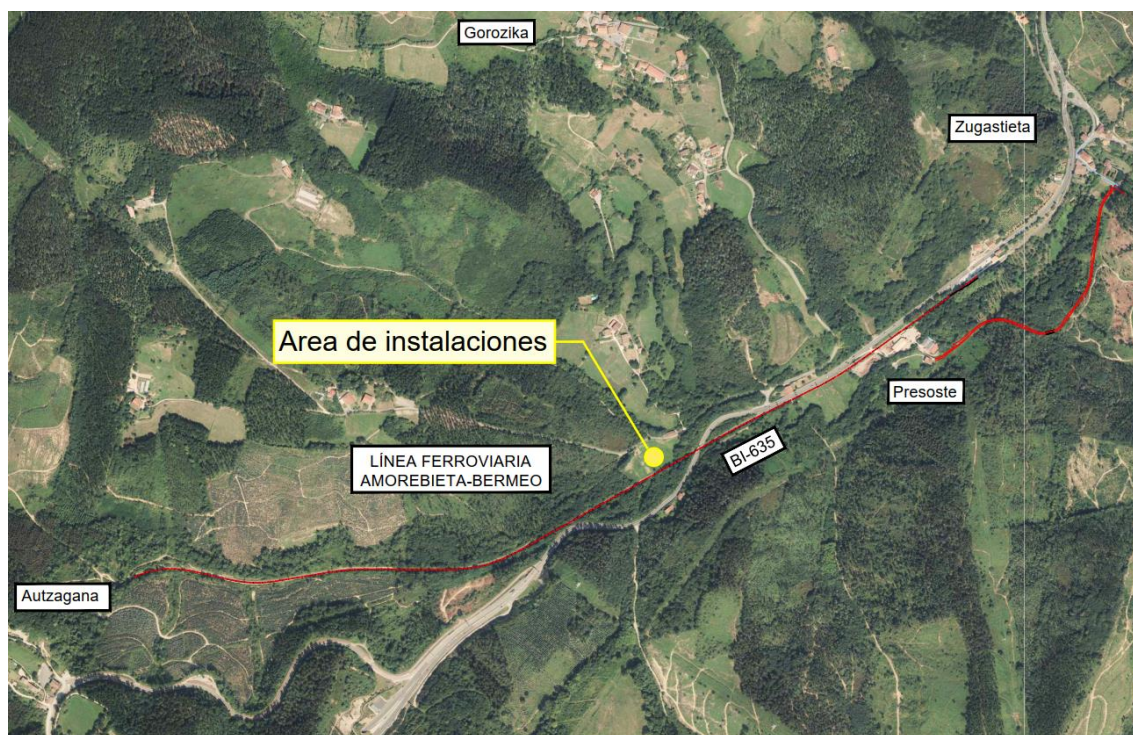 Gorozika
Zugastieta
Area de instalaciones
Presoste
BI-635
LÍNEA FERROVIARIA
AMOREBIETA-BERMEO
Autzagana